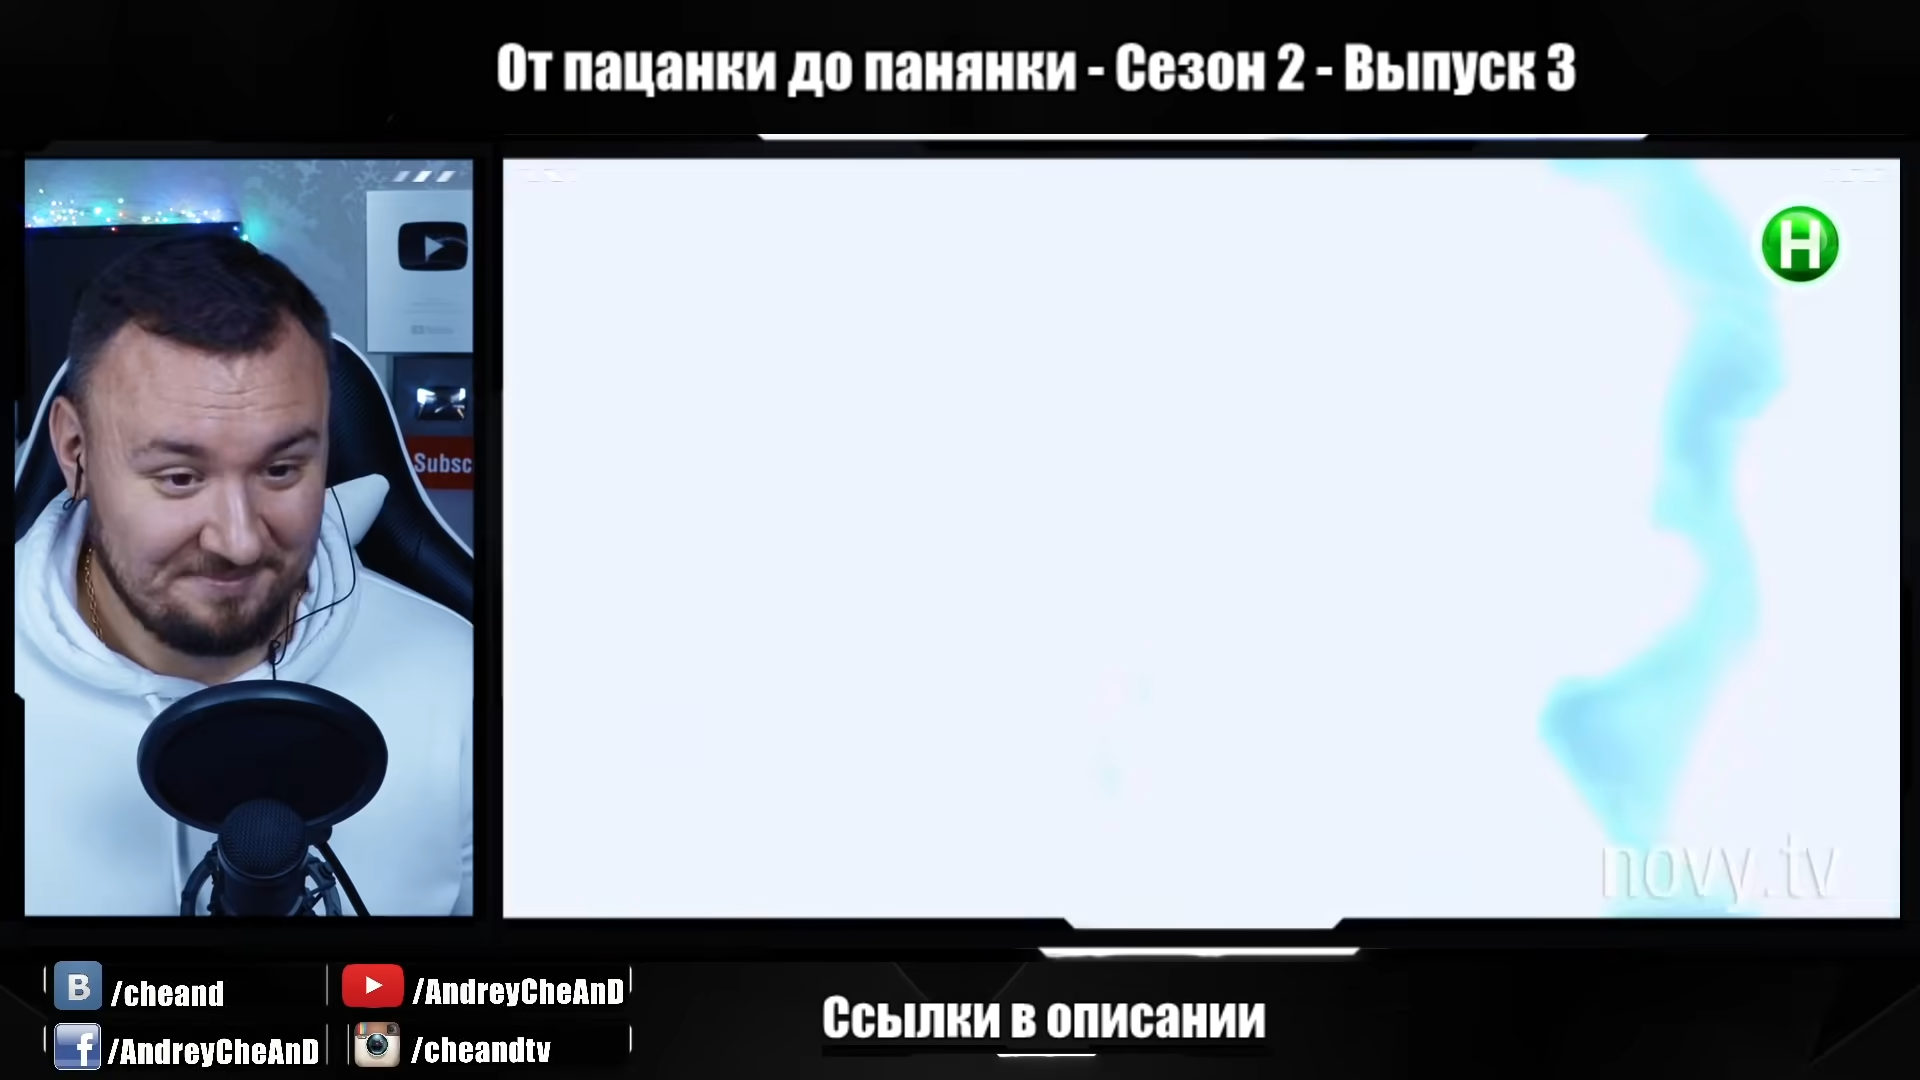 От пацанки до панянки - Сезон 2 - Выпуск 3
Subsc
H
novy.tv
B /cheand
/AndreyCheAnD
f /AndreyCheAnD
/cheandtv
Ссылки в описании